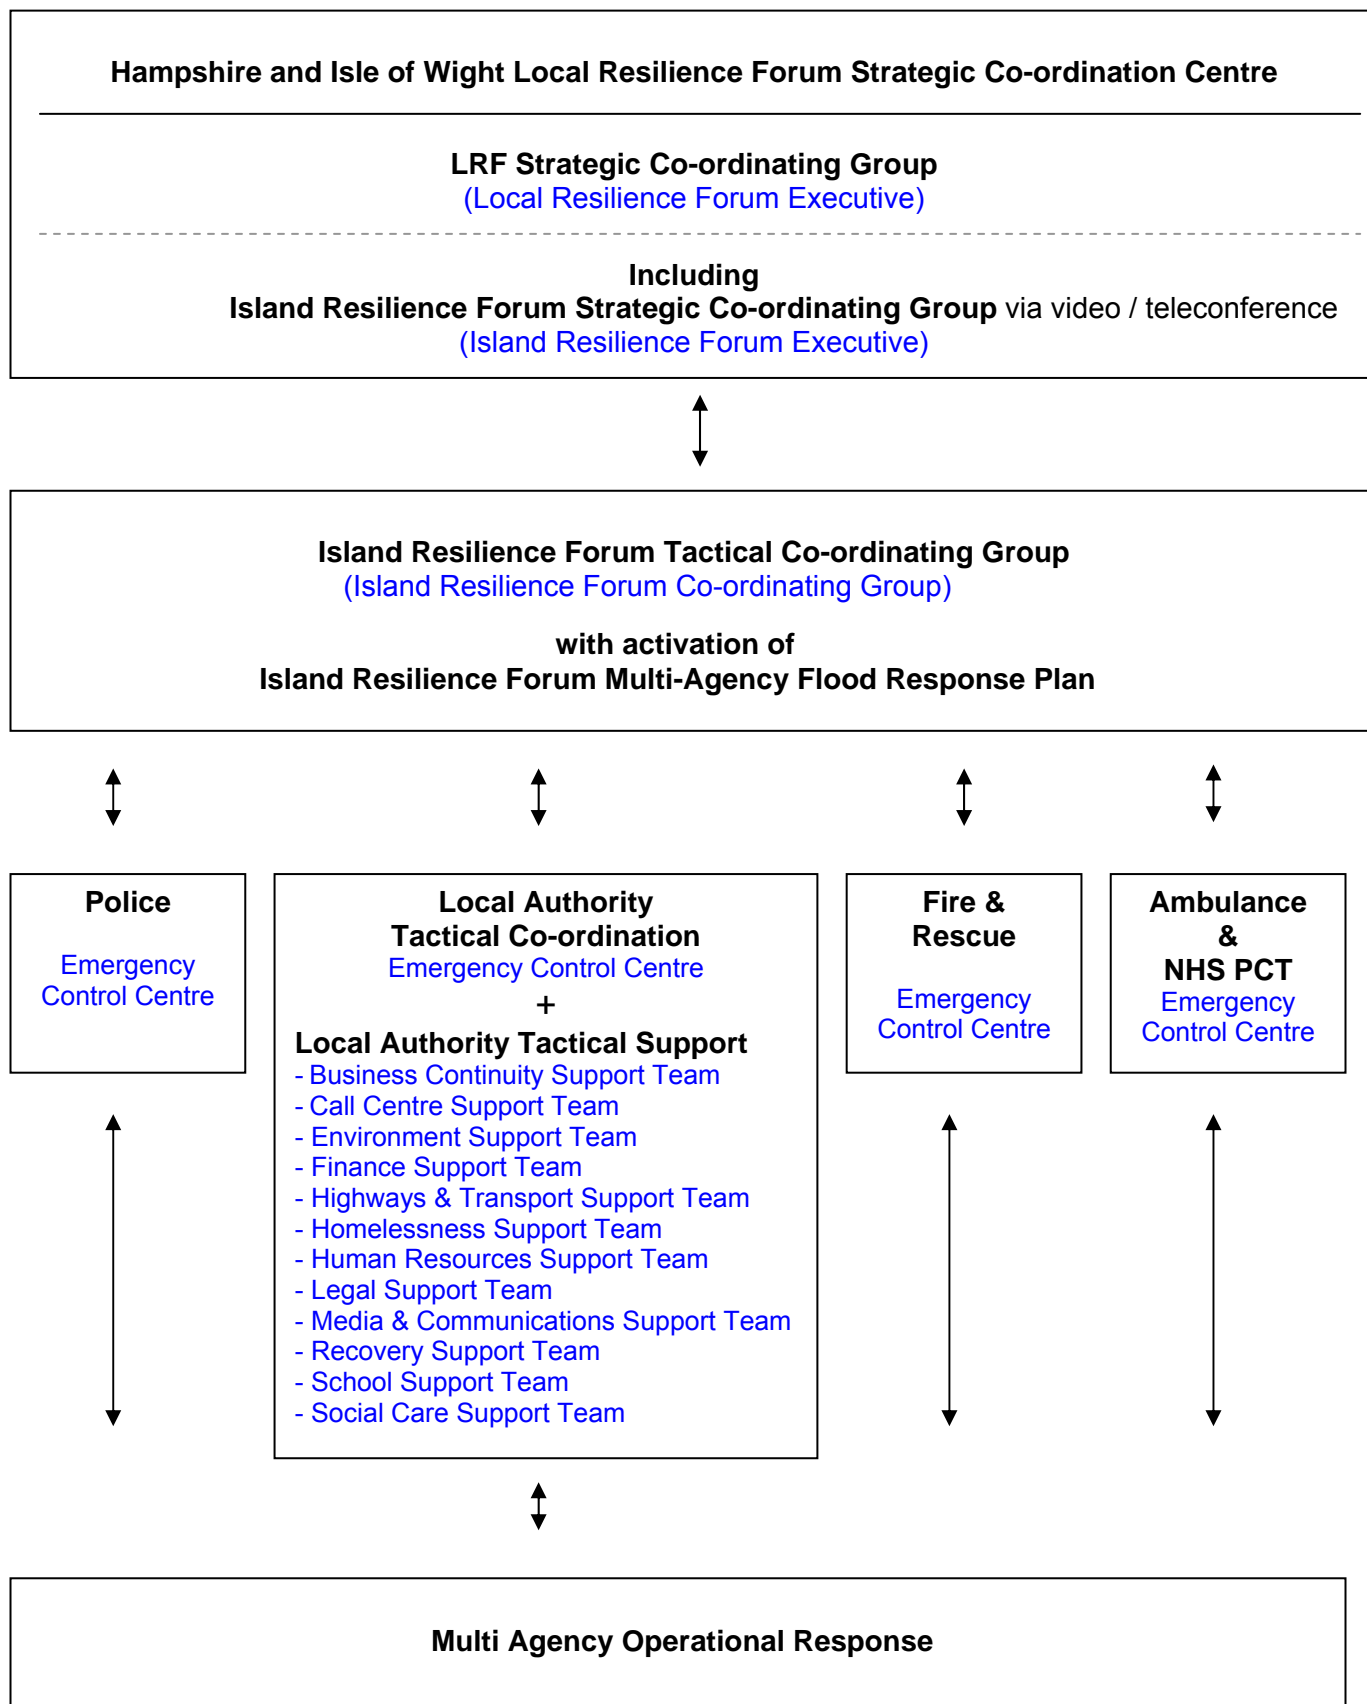 Hampshire and Isle of Wight Local Resilience Forum Strategic Co-ordination Centre
LRF Strategic Co-ordinating Group
(Local Resilience Forum Executive)
Including
Island Resilience Forum Strategic Co-ordinating Group via video / teleconference
(Island Resilience Forum Executive)
Island Resilience Forum Tactical Co-ordinating Group
(Island Resilience Forum Co-ordinating Group)
with activation of
Island Resilience Forum Multi-Agency Flood Response Plan
Police
Emergency
Control Centre
Local Authority
Tactical Co-ordination
Emergency Control Centre
+
Local Authority Tactical Support
- Business Continuity Support Team
- Call Centre Support Team
- Environment Support Team
- Finance Support Team
- Highways & Transport Support Team
- Homelessness Support Team
- Human Resources Support Team
- Legal Support Team
- Media & Communications Support Team
- Recovery Support Team
- School Support Team
- Social Care Support Team
Fire &
Rescue
Emergency
Control Centre
Ambulance
&
NHS PCT
Emergency
Control Centre
Multi Agency Operational Response